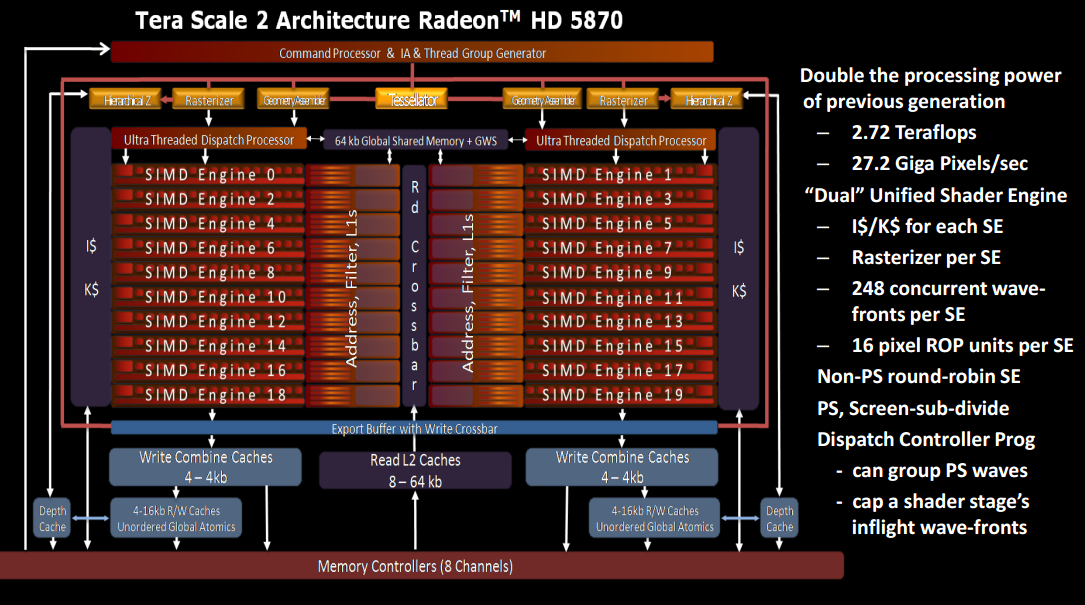 Tera Scale 2 Architecture Radeon™ HD 5870
Command Processor & IA & Thread Group Generator
Hierarchical Z
Rasterizer
Geometry Assembler
Tessellator
Geometry Assembler
Rasterizer
Hierarchical Z
Ultra Threaded Dispatch Processor
64 kb Global Shared Memory + GWS
Ultra Threaded Dispatch Processor
I$
K$
SIMD Engine 0
SIMD Engine 2
SIMD Engine 4
SIMD Engine 6
SIMD Engine 8
SIMD Engine 10
SIMD Engine 12
SIMD Engine 14
SIMD Engine 16
SIMD Engine 18
Address, Filter, L1s
Rd Crossbar
Address, Filter, L1s
SIMD Engine 1
SIMD Engine 3
SIMD Engine 5
SIMD Engine 7
SIMD Engine 9
SIMD Engine 11
SIMD Engine 13
SIMD Engine 15
SIMD Engine 17
SIMD Engine 19
I$
K$
Export Buffer with Write Crossbar
Write Combine Caches
4 – 4kb
Read L2 Caches
8 – 64 kb
Write Combine Caches
4 – 4kb
Depth
Cache
4-16kb R/W Caches
Unordered Global Atomics
4-16kb R/W Caches
Unordered Global Atomics
Depth
Cache
Memory Controllers (8 Channels)
Double the processing power
of previous generation
– 2.72 Teraflops
– 27.2 Giga Pixels/sec
“Dual” Unified Shader Engine
– I$/K$ for each SE
– Rasterizer per SE
– 248 concurrent wave-
fronts per SE
– 16 pixel ROP units per SE
Non-PS round-robin SE
PS, Screen-sub-divide
Dispatch Controller Prog
- can group PS waves
- cap a shader stage’s
inflight wave-fronts